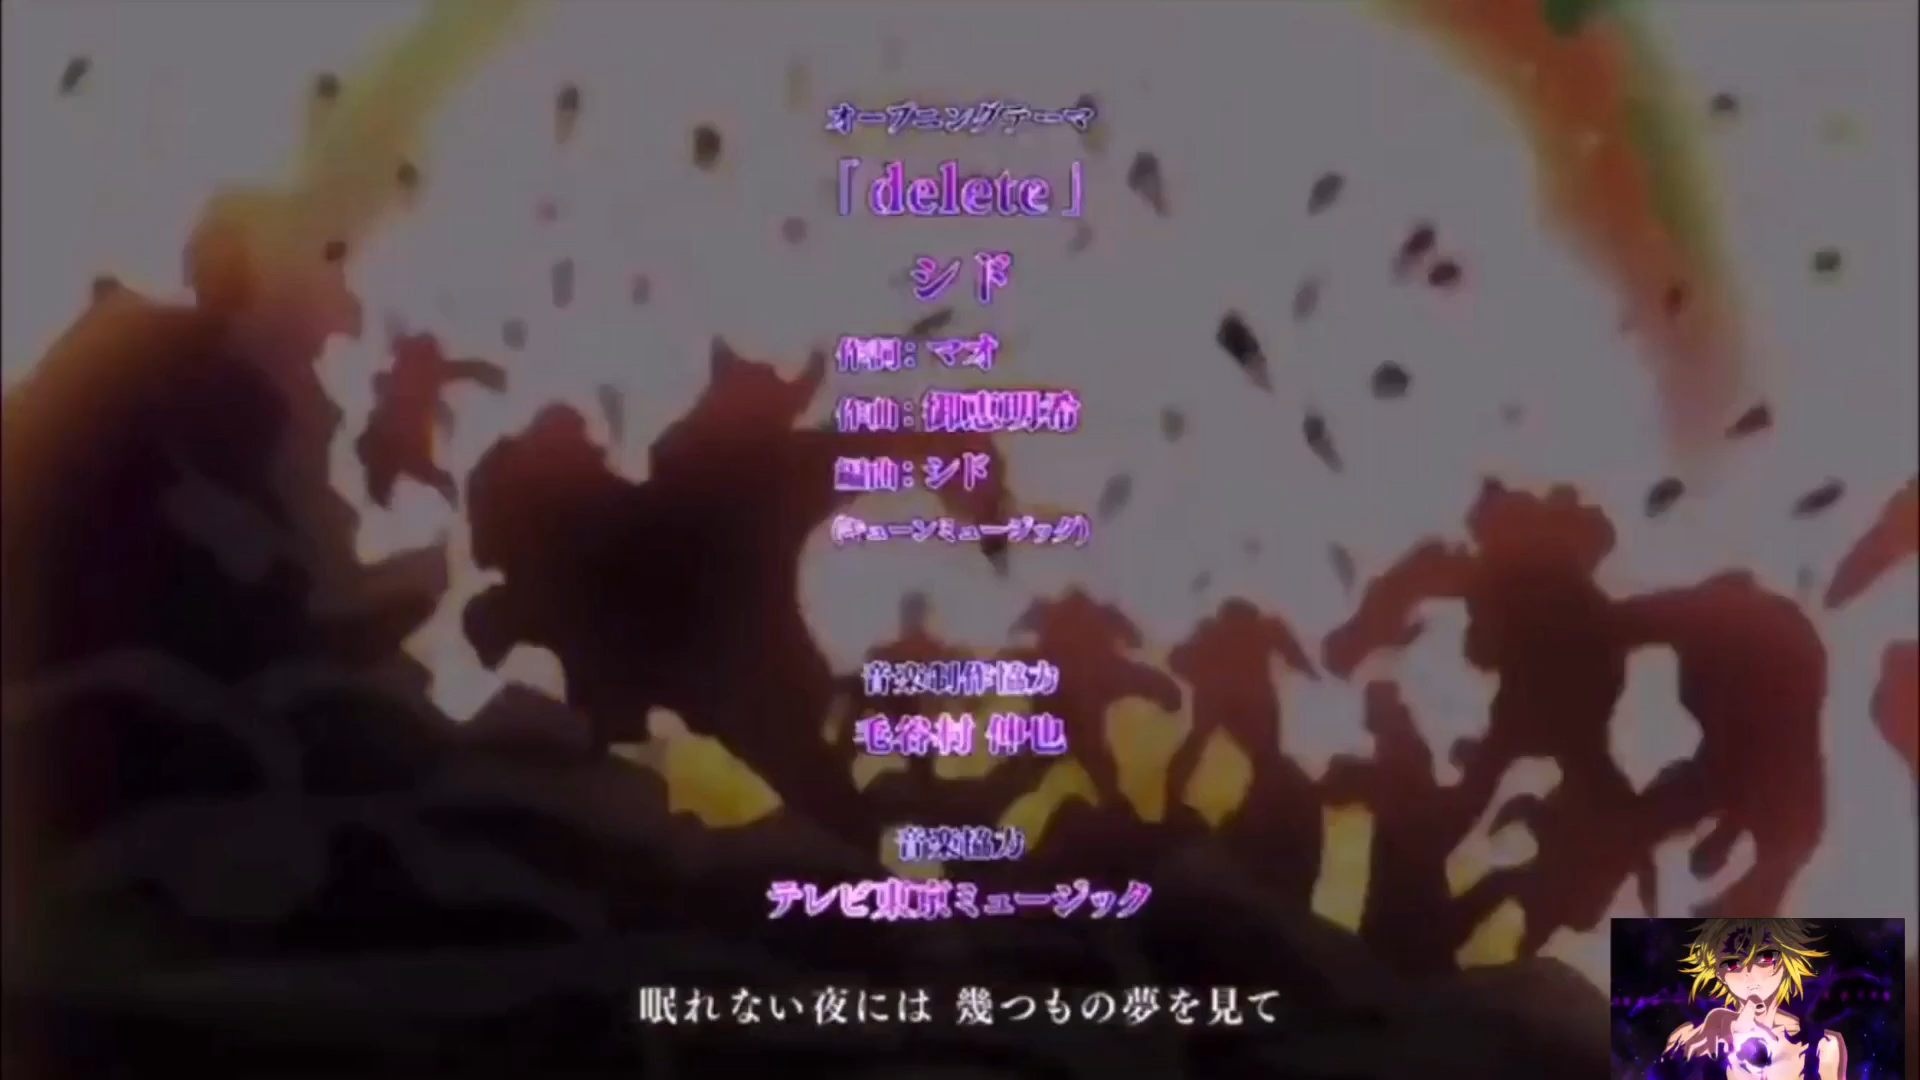 オープニングテーマ
「delete」
シド
作詞：マオ
作曲：御恵明希
編曲：シド
(キューンミュージック)
音楽制作協力
毛谷村 伸也
音楽協力
テレビ東京ミュージック
眠れない夜には 幾つもの夢を見て